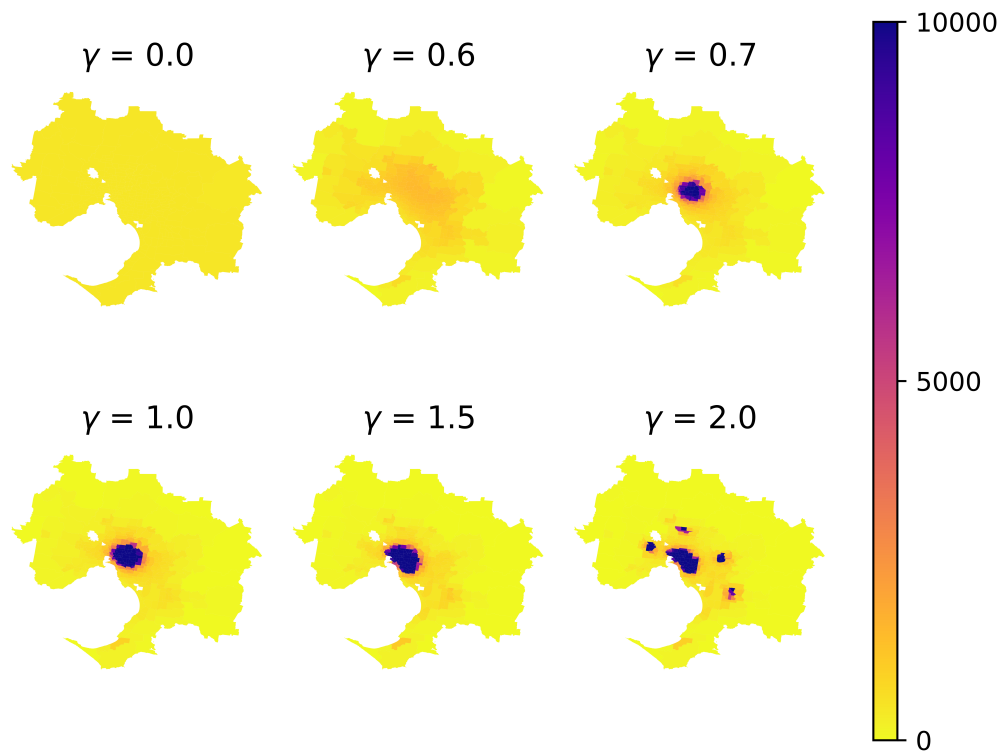 γ = 0.0
γ = 0.6
γ = 0.7
γ = 1.0
γ = 1.5
γ = 2.0
10000
5000
0